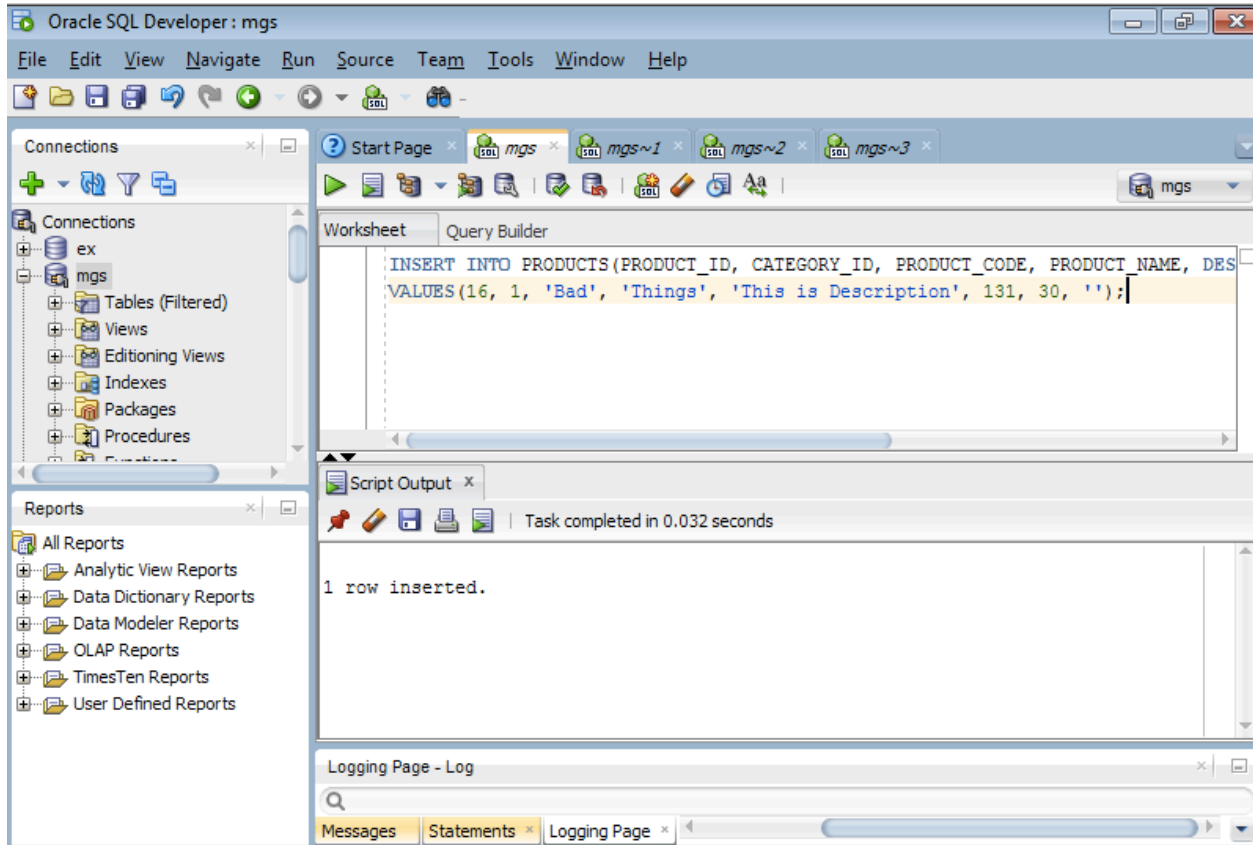 Oracle SQL Developer : mgs
File Edit View Navigate Run Source Team Tools Window Help
Connections
Connections
ex
mgs
Tables (Filtered)
Views
Editioning Views
Indexes
Packages
Procedures
Reports
All Reports
Analytic View Reports
Data Dictionary Reports
Data Modeler Reports
OLAP Reports
TimesTen Reports
User Defined Reports
Start Page mgs mgs~1 mgs~2 mgs~3
mgs
Worksheet Query Builder
INSERT INTO PRODUCTS(PRODUCT_ID, CATEGORY_ID, PRODUCT_CODE, PRODUCT_NAME, DES
VALUES(16, 1, 'Bad', 'Things', 'This is Description', 131, 30, '');
Script Output
Task completed in 0.032 seconds
1 row inserted.
Logging Page - Log
Messages Statements Logging Page